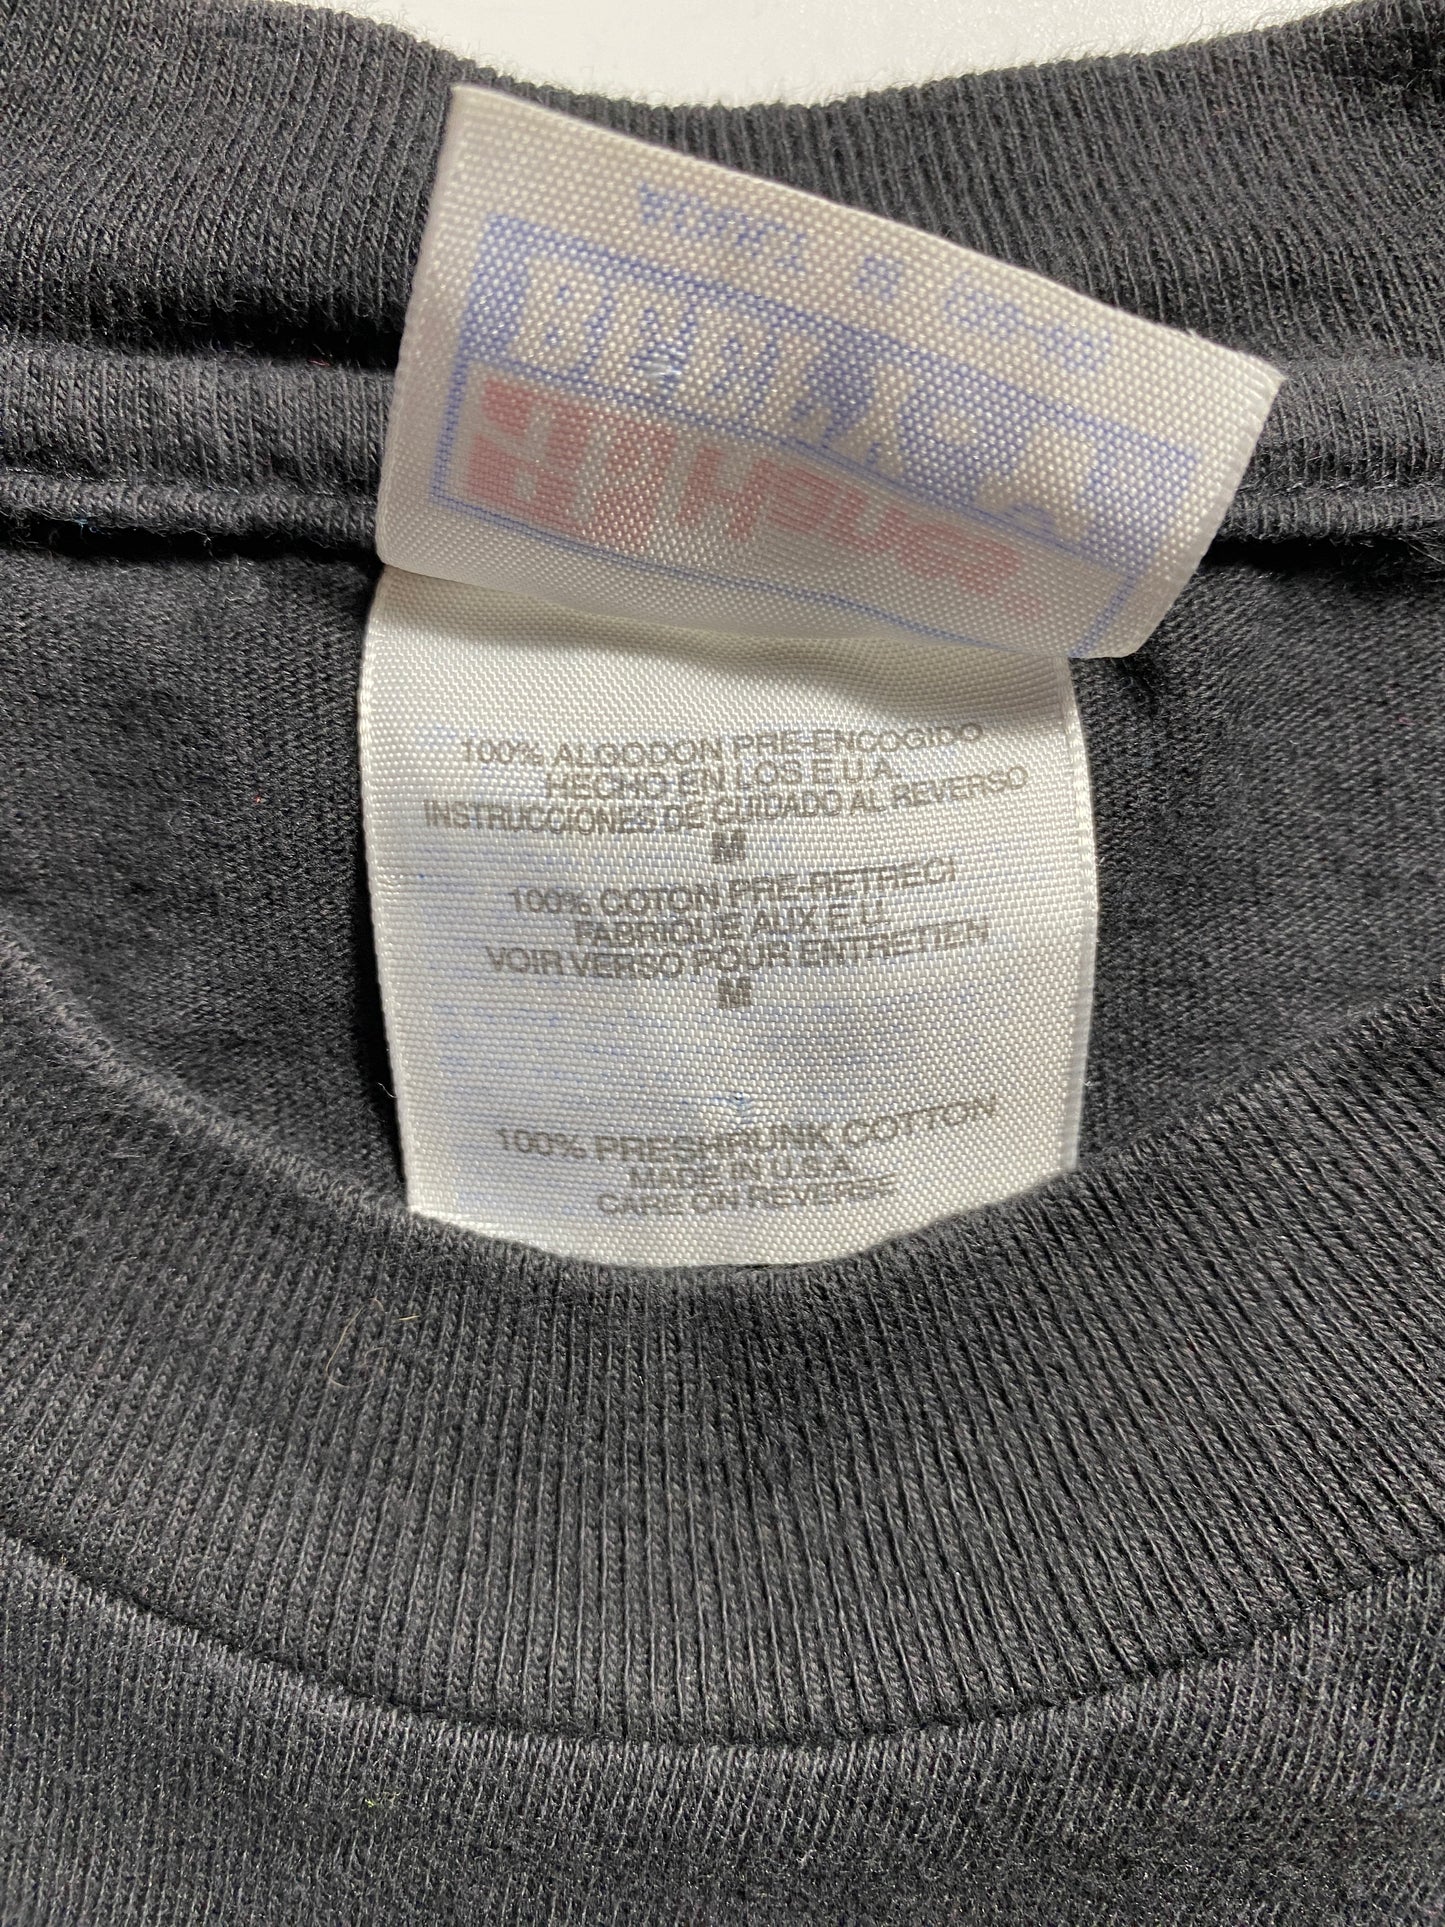 100% ALGODON PRE-ENCOGIDO
HECHO EN LOS E.U.A.
INSTRUCCIONES DE CUIDADO AL REVERSO
M
100% COTON PRE-RETRECI
FABRIQUE AUX E.U.
VOIR VERSO POUR ENTRETIEN
M
100% PRESHRUNK COTTON
MADE IN U.S.A.
CARE ON REVERSE